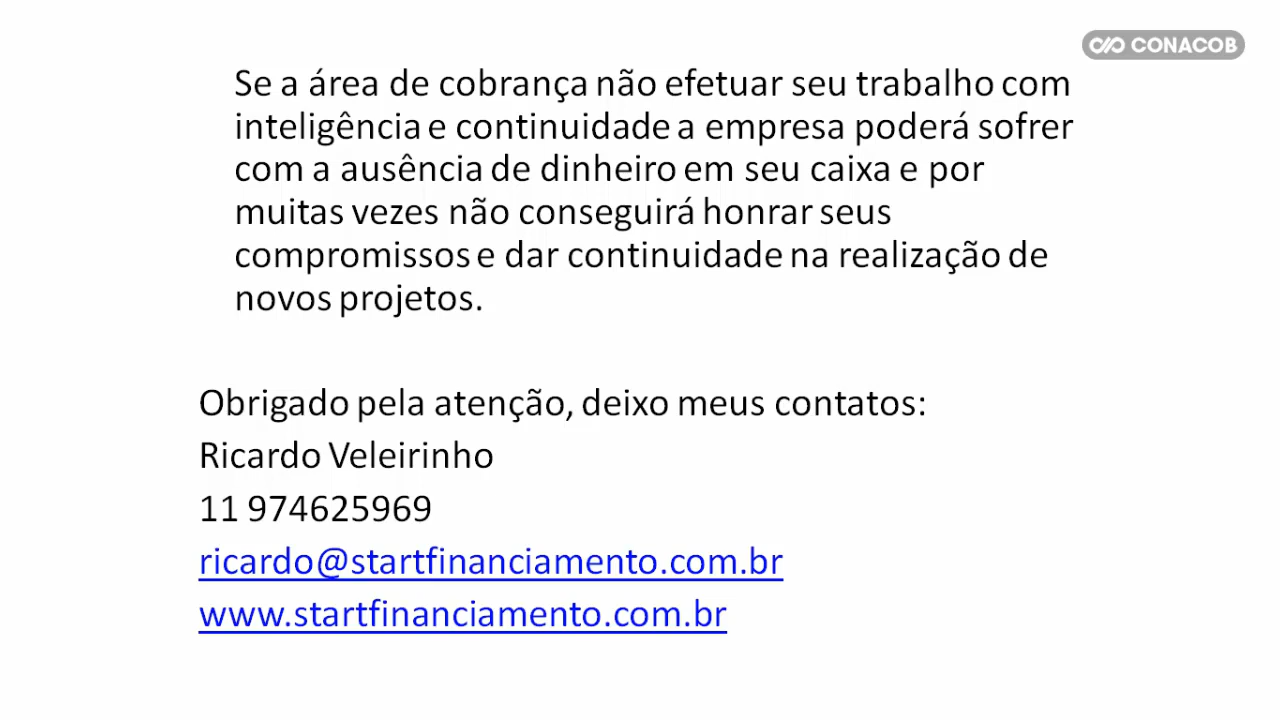 CONACOB
Se a área de cobrança não efetuar seu trabalho com
inteligência e continuidade a empresa poderá sofrer
com a ausência de dinheiro em seu caixa e por
muitas vezes não conseguirá honrar seus
compromissos e dar continuidade na realização de
novos projetos.
Obrigado pela atenção, deixo meus contatos:
Ricardo Veleirinho
11 974625969
ricardo@startfinanciamento.com.br
www.startfinanciamento.com.br